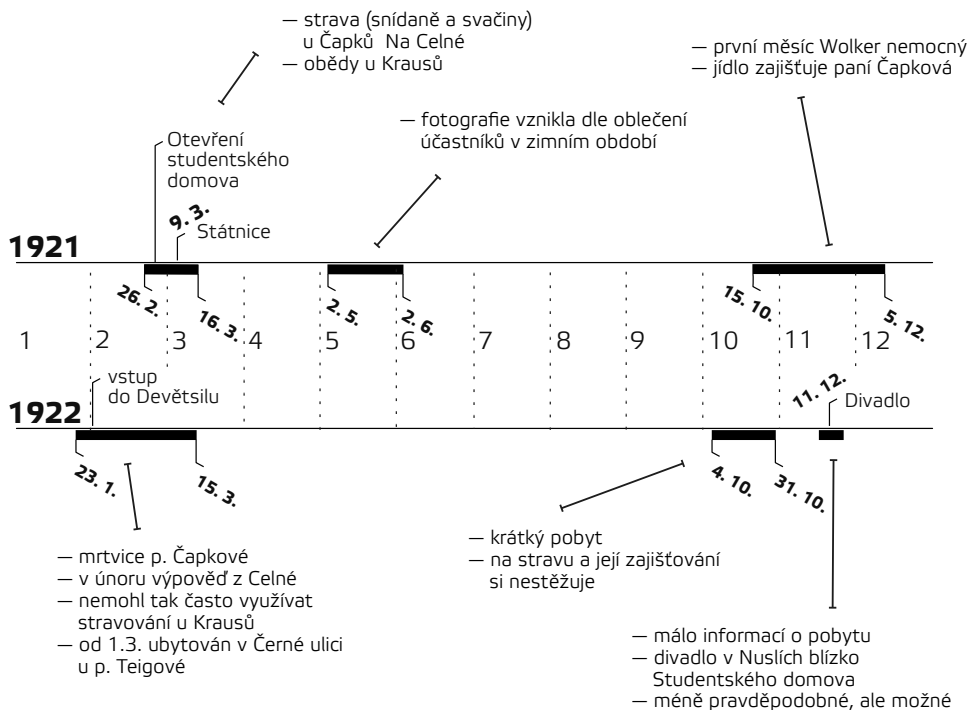 — strava (snídaně a svačiny)
u Čapků Na Celné
— obědy u Krausů
— první měsíc Wolker nemocný
— jídlo zajišťuje paní Čapková
— fotografie vznikla dle oblečení
účastníků v zimním období
Otevření
studentského
domova
9. 3.
Státnice
1921
26. 2.
16. 3.
2. 5.
2. 6.
15. 10.
5. 12.
1 2 3 4 5 6 7 8 9 10 11 12
vstup
do Devětsilu
11. 12.
Divadlo
1922
23. 1.
15. 3.
4. 10.
31. 10.
— mrtvice p. Čapkové
— v únoru výpověď z Celné
— nemohl tak často využívat
stravování u Krausů
— od 1.3. ubytován v Černé ulici
u p. Teigové
— krátký pobyt
— na stravu a její zajišťování
si nestěžuje
— málo informací o pobytu
— divadlo v Nuslích blízko
Studentského domova
— méně pravděpodobné, ale možné